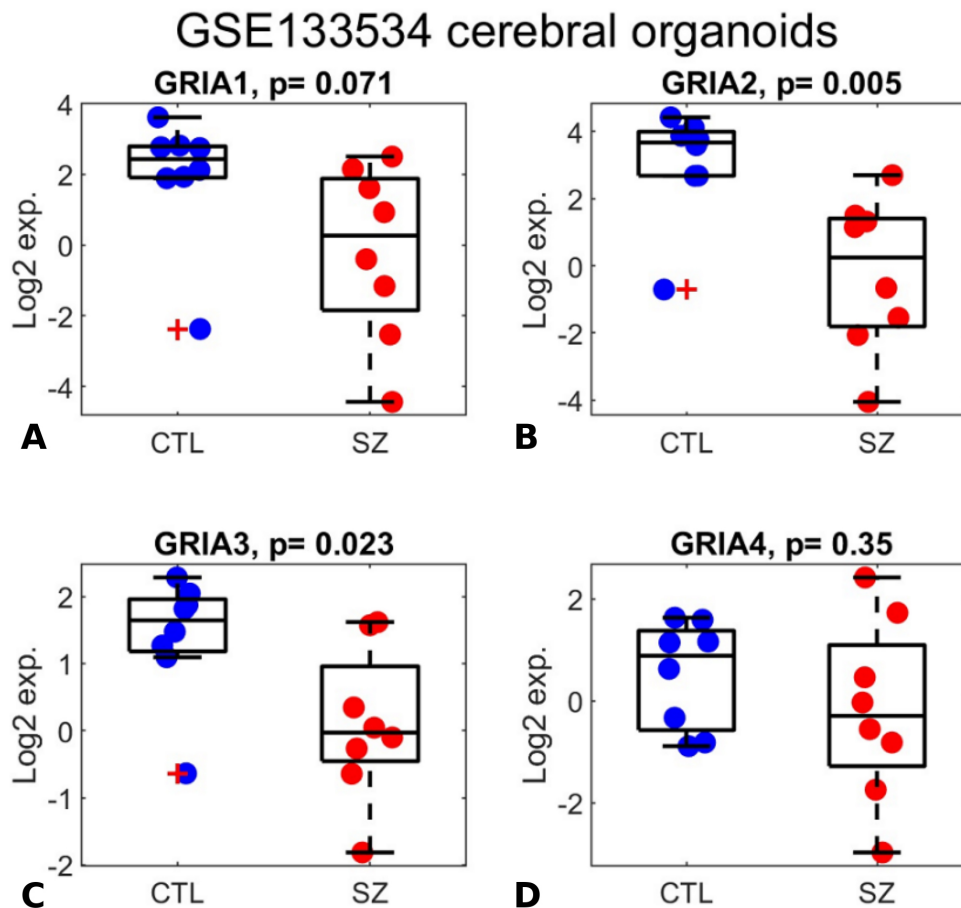 GSE133534 cerebral organoids
GRIA1, p= 0.071
4
2
0
-2
-4
Log2 exp.
CTL
SZ
A
GRIA2, p= 0.005
4
2
0
-2
-4
Log2 exp.
CTL
SZ
B
GRIA3, p= 0.023
2
1
0
-1
-2
Log2 exp.
CTL
SZ
C
GRIA4, p= 0.35
2
0
-2
Log2 exp.
CTL
SZ
D